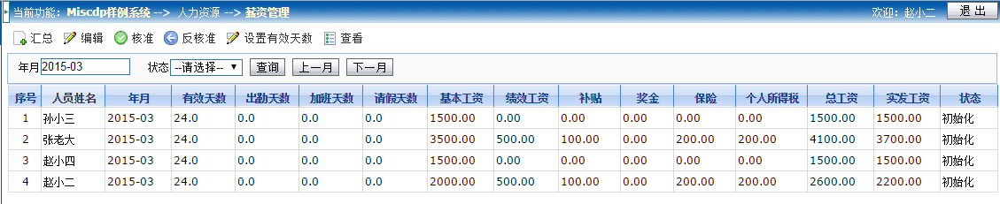 当前功能：Miscdp样例系统 --> 人力资源 --> 薪资管理 欢迎：赵小二 退 出
汇总 编辑 核准 反核准 设置有效天数 查看
年月 2015-03 状态 --请选择-- 查询 上一月 下一月
序号 人员姓名 年月 有效天数 出勤天数 加班天数 请假天数 基本工资 绩效工资 补贴 奖金 保险 个人所得税 总工资 实发工资 状态
1 孙小三 2015-03 24.0 0.0 0.0 0.0 1500.00 0.00 0.00 0.00 0.00 0.00 1500.00 1500.00 初始化
2 张老大 2015-03 24.0 0.0 0.0 0.0 3500.00 500.00 100.00 0.00 200.00 200.00 4100.00 3700.00 初始化
3 赵小四 2015-03 24.0 0.0 0.0 0.0 1500.00 0.00 0.00 0.00 0.00 0.00 1500.00 1500.00 初始化
4 赵小二 2015-03 24.0 0.0 0.0 0.0 2000.00 500.00 100.00 0.00 200.00 200.00 2600.00 2200.00 初始化